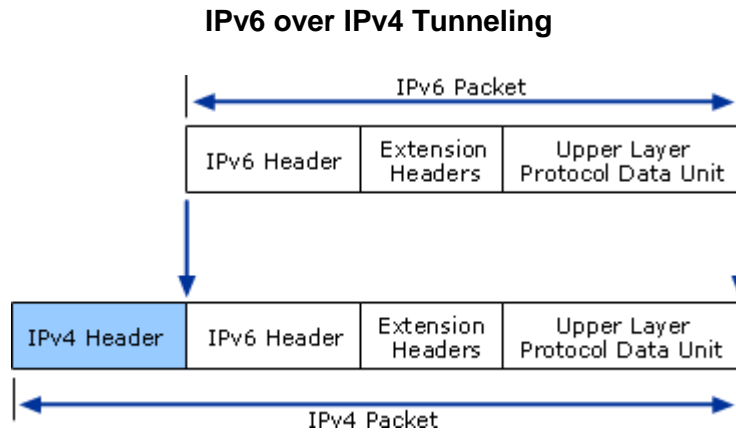 IPv6 over IPv4 Tunneling
IPv6 Packet
IPv6 Header
Extension
Headers
Upper Layer
Protocol Data Unit
IPv4 Header
IPv6 Header
Extension
Headers
Upper Layer
Protocol Data Unit
IPv4 Packet